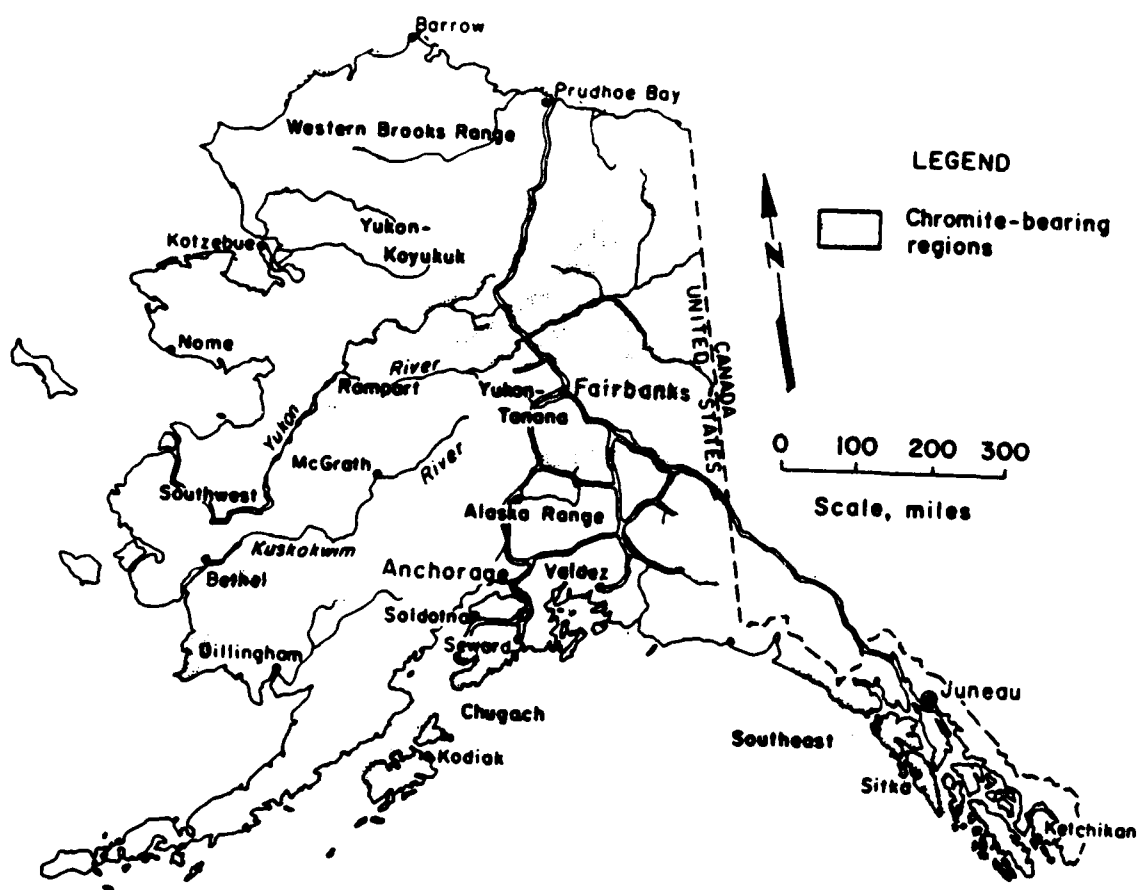 Barrow
Prudhoe Bay
Western Brooks Range
LEGEND
Chromite-bearing
regions
N
Yukon-
Koyukuk
Kotzebue
Nome
UNITED STATES
CANADA
River
Rampart
Yukon
Yukon-
Tanana
Fairbanks
0 100 200 300
Scale, miles
McGrath
River
Southwest
Alaska Range
Kuskokwim
Bethel
Anchorage
Valdez
Soldotna
Seward
Dillingham
Chugach
Kodiak
Juneau
Southeast
Sitka
Ketchikan